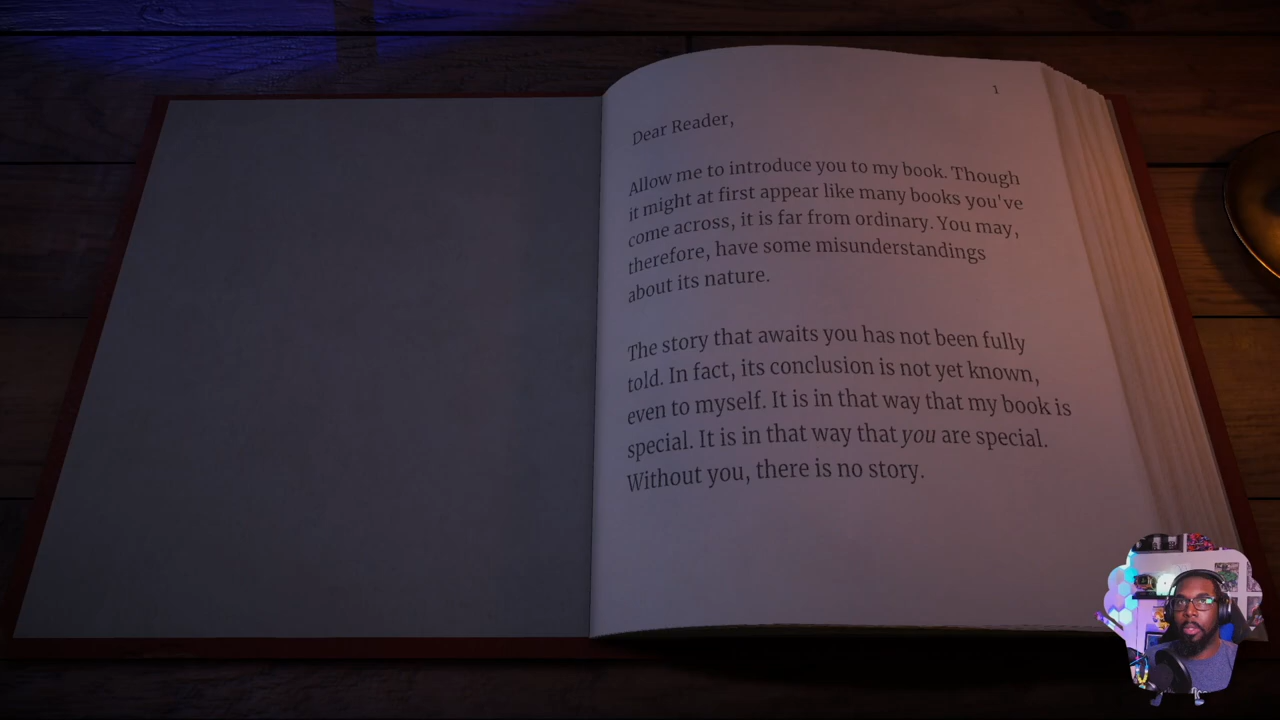 1
Dear Reader,
Allow me to introduce you to my book. Though
it might at first appear like many books you've
come across, it is far from ordinary. You may,
therefore, have some misunderstandings
about its nature.
The story that awaits you has not been fully
told. In fact, its conclusion is not yet known,
even to myself. It is in that way that my book is
special. It is in that way that you are special.
Without you, there is no story.